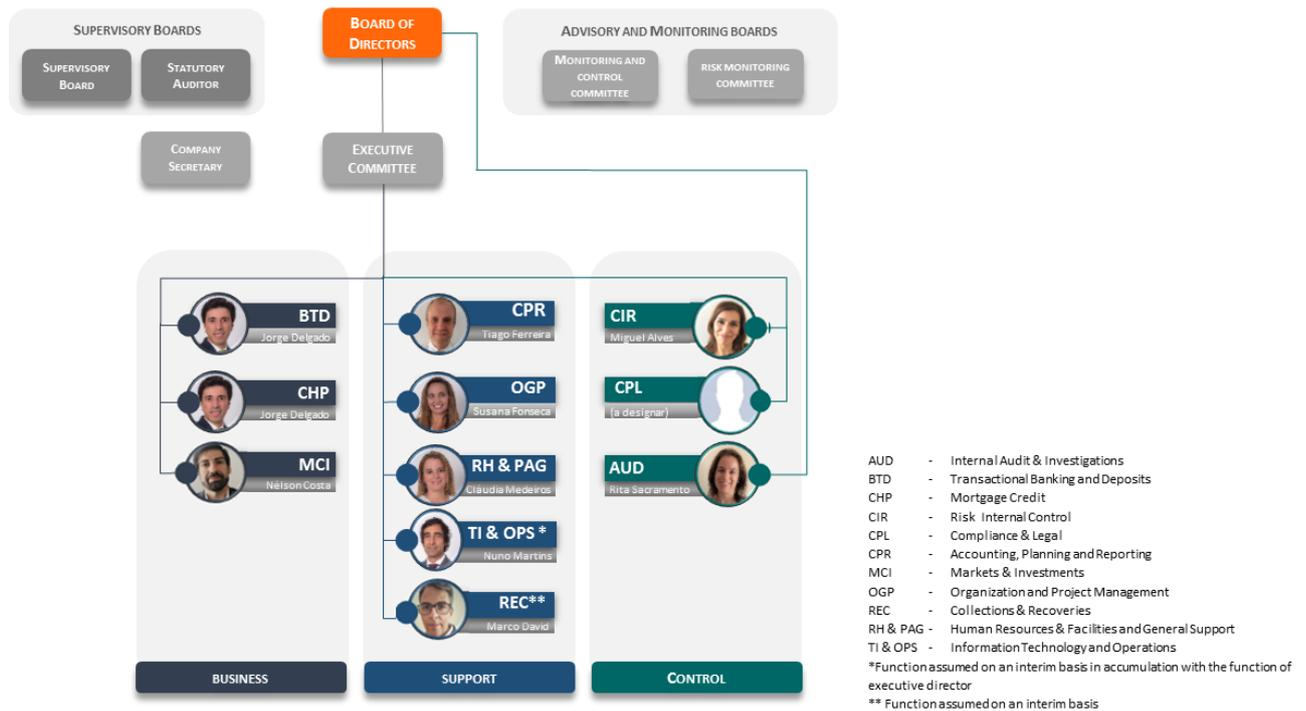 SUPERVISORY BOARDS
SUPERVISORY
BOARD
STATUTORY
AUDITOR
BOARD OF
DIRECTORS
ADVISORY AND MONITORING BOARDS
MONITORING AND
CONTROL
COMMITTEE
RISK MONITORING
COMMITTEE
COMPANY
SECRETARY
EXECUTIVE
COMMITTEE
BTD
Jorge Delgado
CHP
Jorge Delgado
MCI
Nélson Costa
BUSINESS
CPR
Tiago Ferreira
OGP
Susana Fonseca
RH & PAG
Cláudia Medeiros
TI & OPS *
Nuno Martins
REC**
Marco David
SUPPORT
CIR
Miguel Alves
CPL
(a designar)
AUD
Rita Sacramento
CONTROL
AUD - Internal Audit & Investigations
BTD - Transactional Banking and Deposits
CHP - Mortgage Credit
CIR - Risk Internal Control
CPL - Compliance & Legal
CPR - Accounting, Planning and Reporting
MCI - Markets & Investments
OGP - Organization and Project Management
REC - Collections & Recoveries
RH & PAG - Human Resources & Facilities and General Support
TI & OPS - Information Technology and Operations
*Function assumed on an interim basis in accumulation with the function of
executive director
** Function assumed on an interim basis